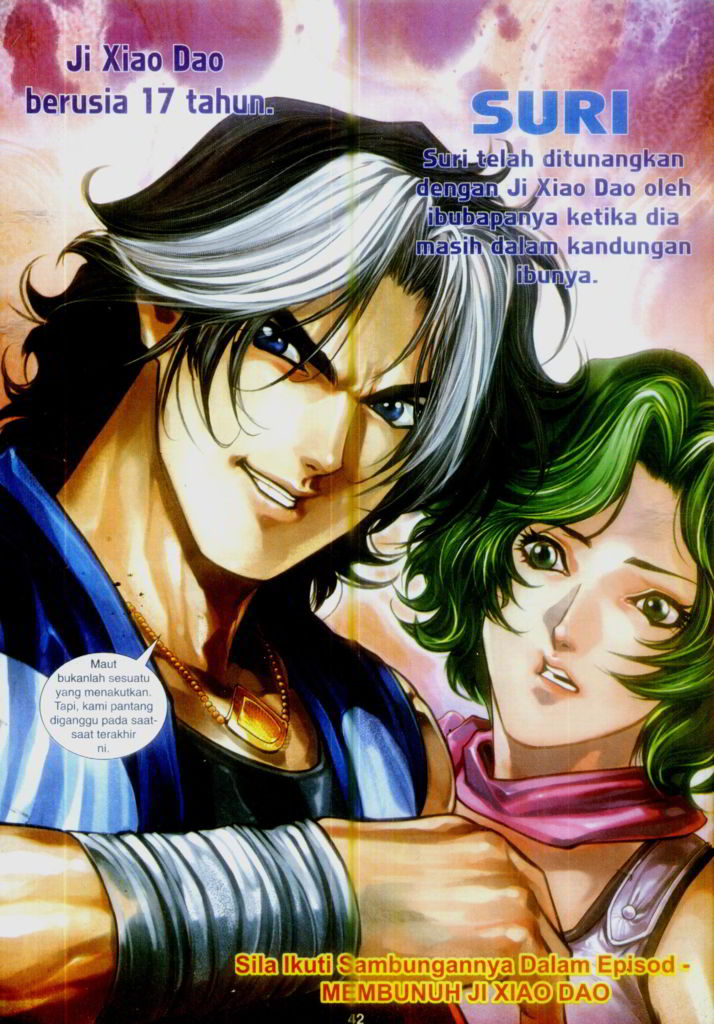 Ji Xiao Dao
berusia 17 tahun.
SURI
Suri telah ditunangkan
dengan Ji Xiao Dao oleh
ibubapanya ketika dia
masih dalam kandungan
ibunya.
Maut
bukanlah sesuatu
yang menakutkan.
Tapi, kami pantang
diganggu pada saat-
saat terakhir
ni.
Sila Ikuti Sambungannya Dalam Episod -
MEMBUNUH JI XIAO DAO
42